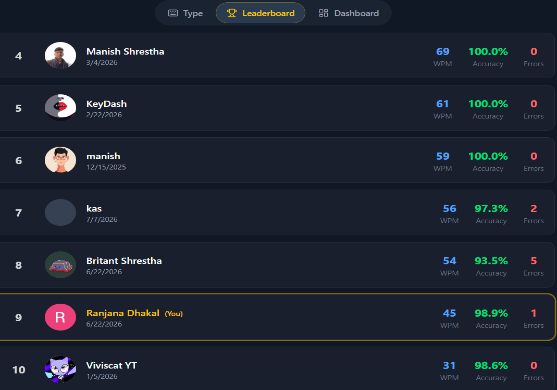 Type Leaderboard Dashboard
4 Manish Shrestha 69 100.0% 0
3/4/2026 WPM Accuracy Errors
5 KeyDash 61 100.0% 0
2/22/2026 WPM Accuracy Errors
6 manish 59 100.0% 0
12/15/2025 WPM Accuracy Errors
7 kas 56 97.3% 2
7/7/2026 WPM Accuracy Errors
8 Britant Shrestha 54 93.5% 5
6/22/2026 WPM Accuracy Errors
9 R Ranjana Dhakal (You) 45 98.9% 1
6/22/2026 WPM Accuracy Errors
10 Viviscat YT 31 98.6% 0
1/5/2026 WPM Accuracy Errors